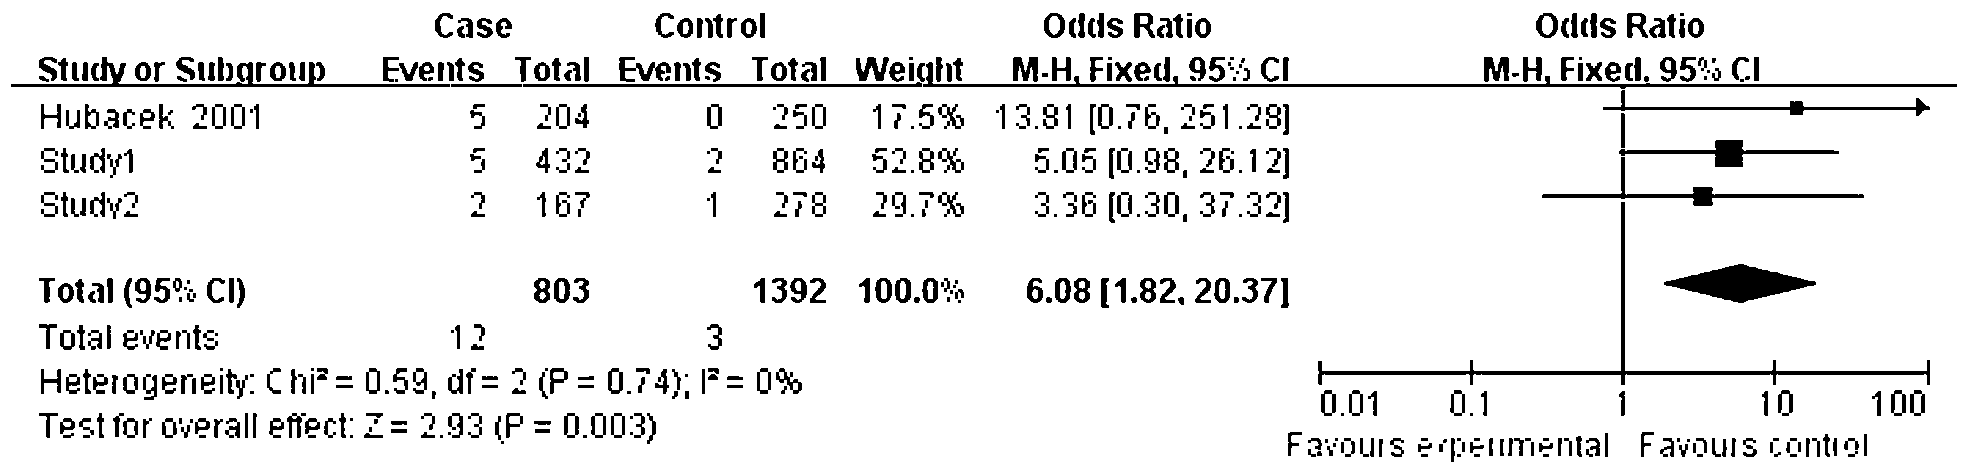 Case Control Odds Ratio Odds Ratio
Study or Subgroup Events Total Events Total Weight M-H, Fixed, 95% CI M-H, Fixed, 95% CI
Hubacek 2001 5 204 0 250 17.5% 13.81 [0.76, 251.28]
Study1 5 432 2 864 52.8% 5.05 [0.98, 26.12]
Study2 2 167 1 278 29.7% 3.36 [0.30, 37.32]
Total (95% CI) 803 1392 100.0% 6.08 [1.82, 20.37]
Total events 12 3
Heterogeneity: Chi² = 0.59, df = 2 (P = 0.74); I² = 0%
Test for overall effect: Z = 2.93 (P = 0.003)
0.01 0.1 1 10 100
Favours experimental Favours control